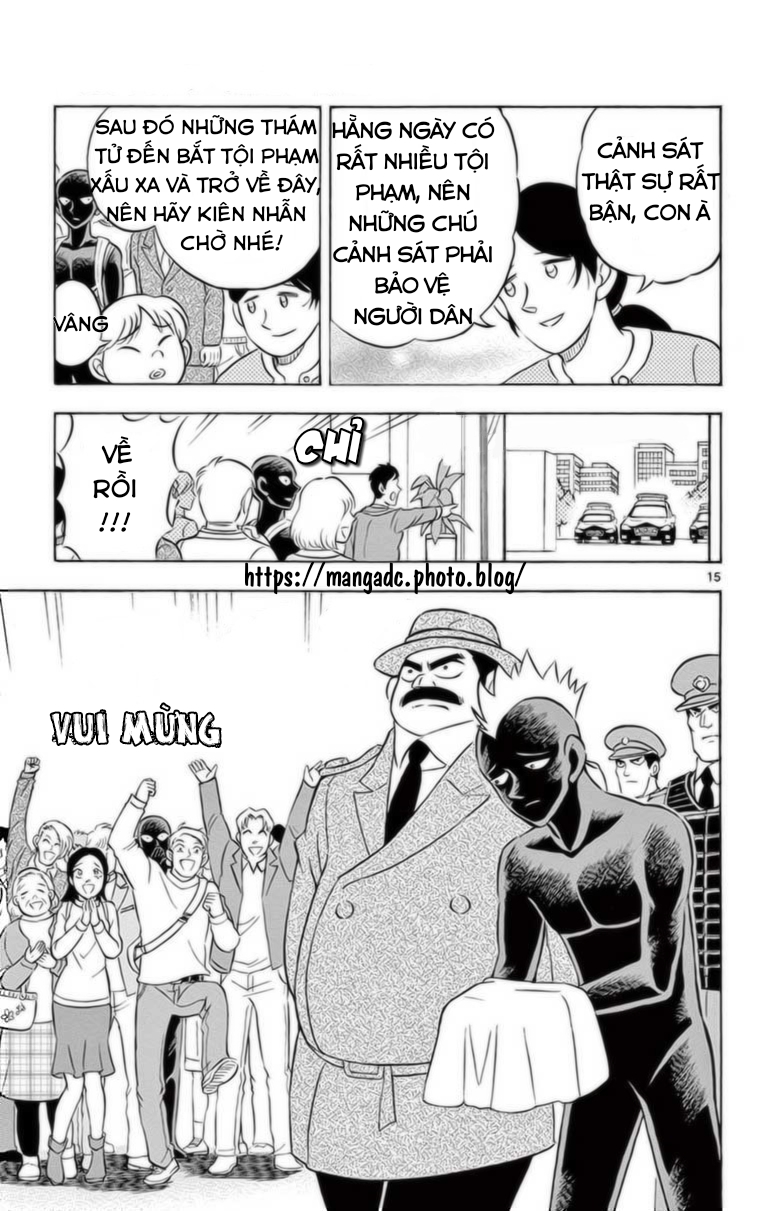 CẢNH SÁT
THẬT SỰ RẤT
BẬN, CON À
HẰNG NGÀY CÓ
RẤT NHIỀU TỘI
PHẠM, NÊN
NHỮNG CHÚ
CẢNH SÁT PHẢI
BẢO VỆ
NGƯỜI DÂN
SAU ĐÓ NHỮNG THÁM
TỬ ĐẾN BẮT TỘI PHẠM
XẤU XA VÀ TRỞ VỀ ĐÂY,
NÊN HÃY KIÊN NHẪN
CHỜ NHÉ!
VÂNG
CHỈ
VỀ
RỒI
!!!
https://mangadc.photo.blog/
15
VUI MỪNG